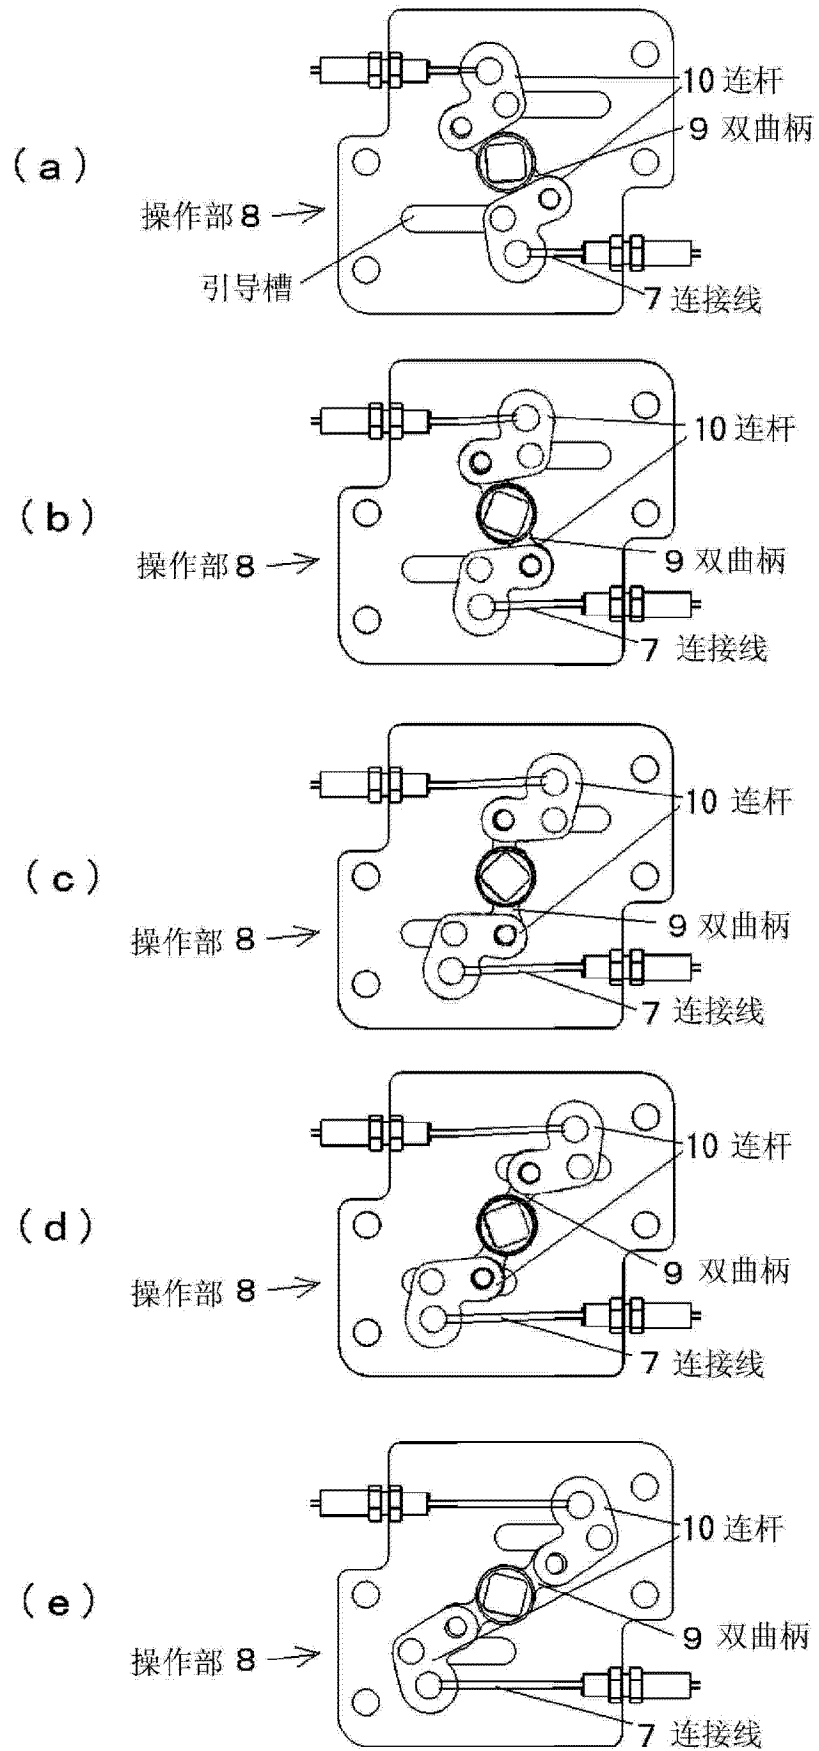 10 连杆
9 双曲柄
(a)
操作部 8
引导槽
7 连接线
10 连杆
(b)
操作部 8
9 双曲柄
7 连接线
10 连杆
(c)
9 双曲柄
操作部 8
7 连接线
10 连杆
(d)
9 双曲柄
操作部 8
7 连接线
10 连杆
(e)
9 双曲柄
操作部 8
7 连接线